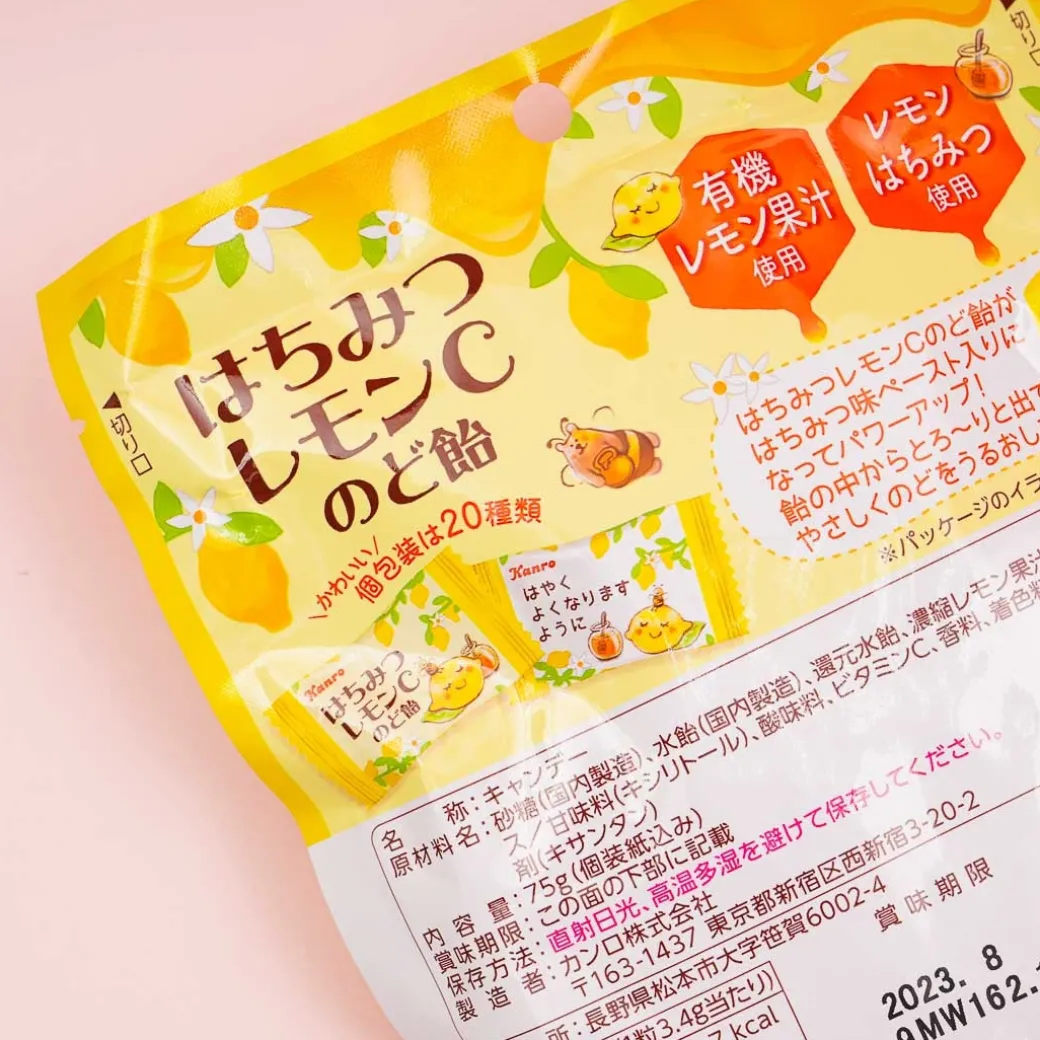 切り口
有機
レモン果汁
使用
レモン
はちみつ
使用
はちみつ
レモンC
のど飴
切り口
かわいい
個包装は20種類
はちみつレモンCのど飴が
はちみつ味ペースト入りに
なってパワーアップ!
飴の中からとろ〜りと出て
やさしくのどをうるおし
※パッケージのイラ
Kanro
はやく
よくなります
ように
Kanro
はちみつ
レモンC
のど飴
名 称:キャンデー
原材料名:砂糖(国内製造)、水飴(国内製造)、還元水飴、濃縮レモン果汁
ス/甘味料(キシリトール)、酸味料、ビタミンC、香料、着色料
剤(キサンタン)
内容量:75g(個装紙込み)
賞味期限:この面の下部に記載
保存方法:直射日光、高温多湿を避けて保存してください。
製造者:カンロ株式会社
〒163-1437 東京都新宿区西新宿3-20-2
所:長野県松本市大字笹賀6002-4
1粒3.4g当たり)
kcal
賞味期限
2023. 8
9MW162.